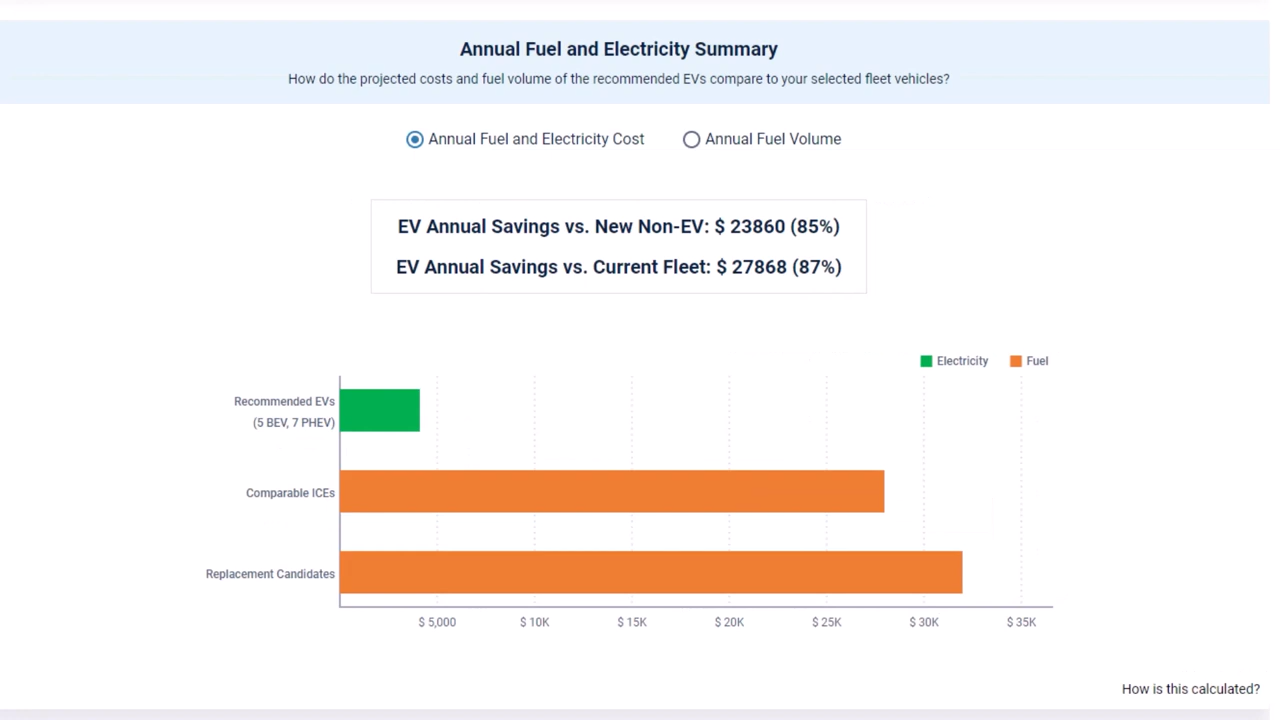 Annual Fuel and Electricity Summary
How do the projected costs and fuel volume of the recommended EVs compare to your selected fleet vehicles?
Annual Fuel and Electricity Cost
Annual Fuel Volume
EV Annual Savings vs. New Non-EV: $ 23860 (85%)
EV Annual Savings vs. Current Fleet: $ 27868 (87%)
Electricity
Fuel
Recommended EVs
(5 BEV, 7 PHEV)
Comparable ICEs
Replacement Candidates
$ 5,000
$ 10K
$ 15K
$ 20K
$ 25K
$ 30K
$ 35K
How is this calculated?